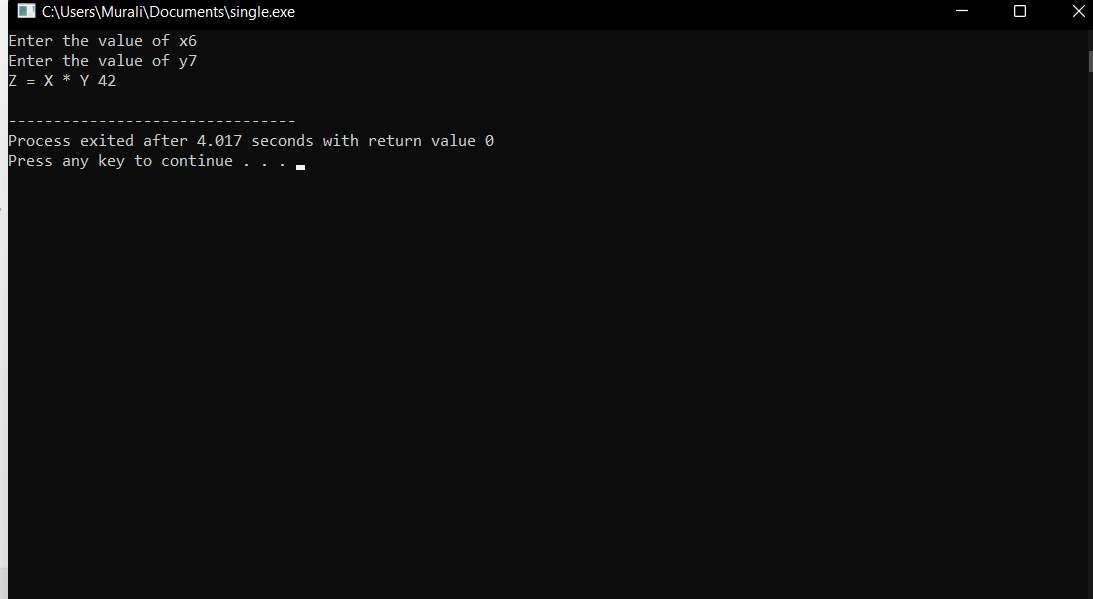 C:\Users\Murali\Documents\single.exe
Enter the value of x6
Enter the value of y7
Z = X * Y 42
--------------------------------
Process exited after 4.017 seconds with return value 0
Press any key to continue . . .